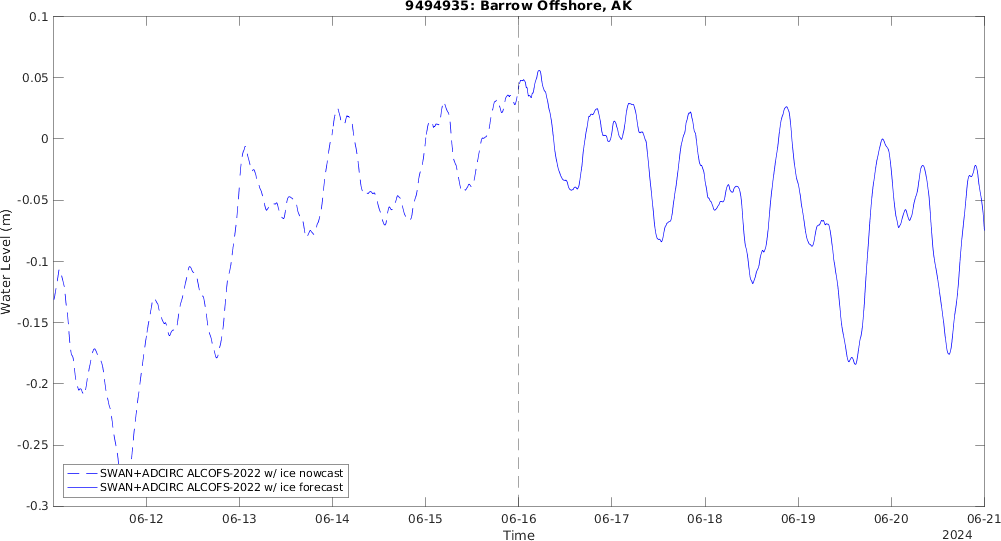 9494935: Barrow Offshore, AK
0.1
0.05
0
-0.05
-0.1
-0.15
-0.2
-0.25
-0.3
Water Level (m)
SWAN+ADCIRC ALCOFS-2022 w/ ice nowcast
SWAN+ADCIRC ALCOFS-2022 w/ ice forecast
06-12 06-13 06-14 06-15 06-16 06-17 06-18 06-19 06-20 06-21
Time
2024